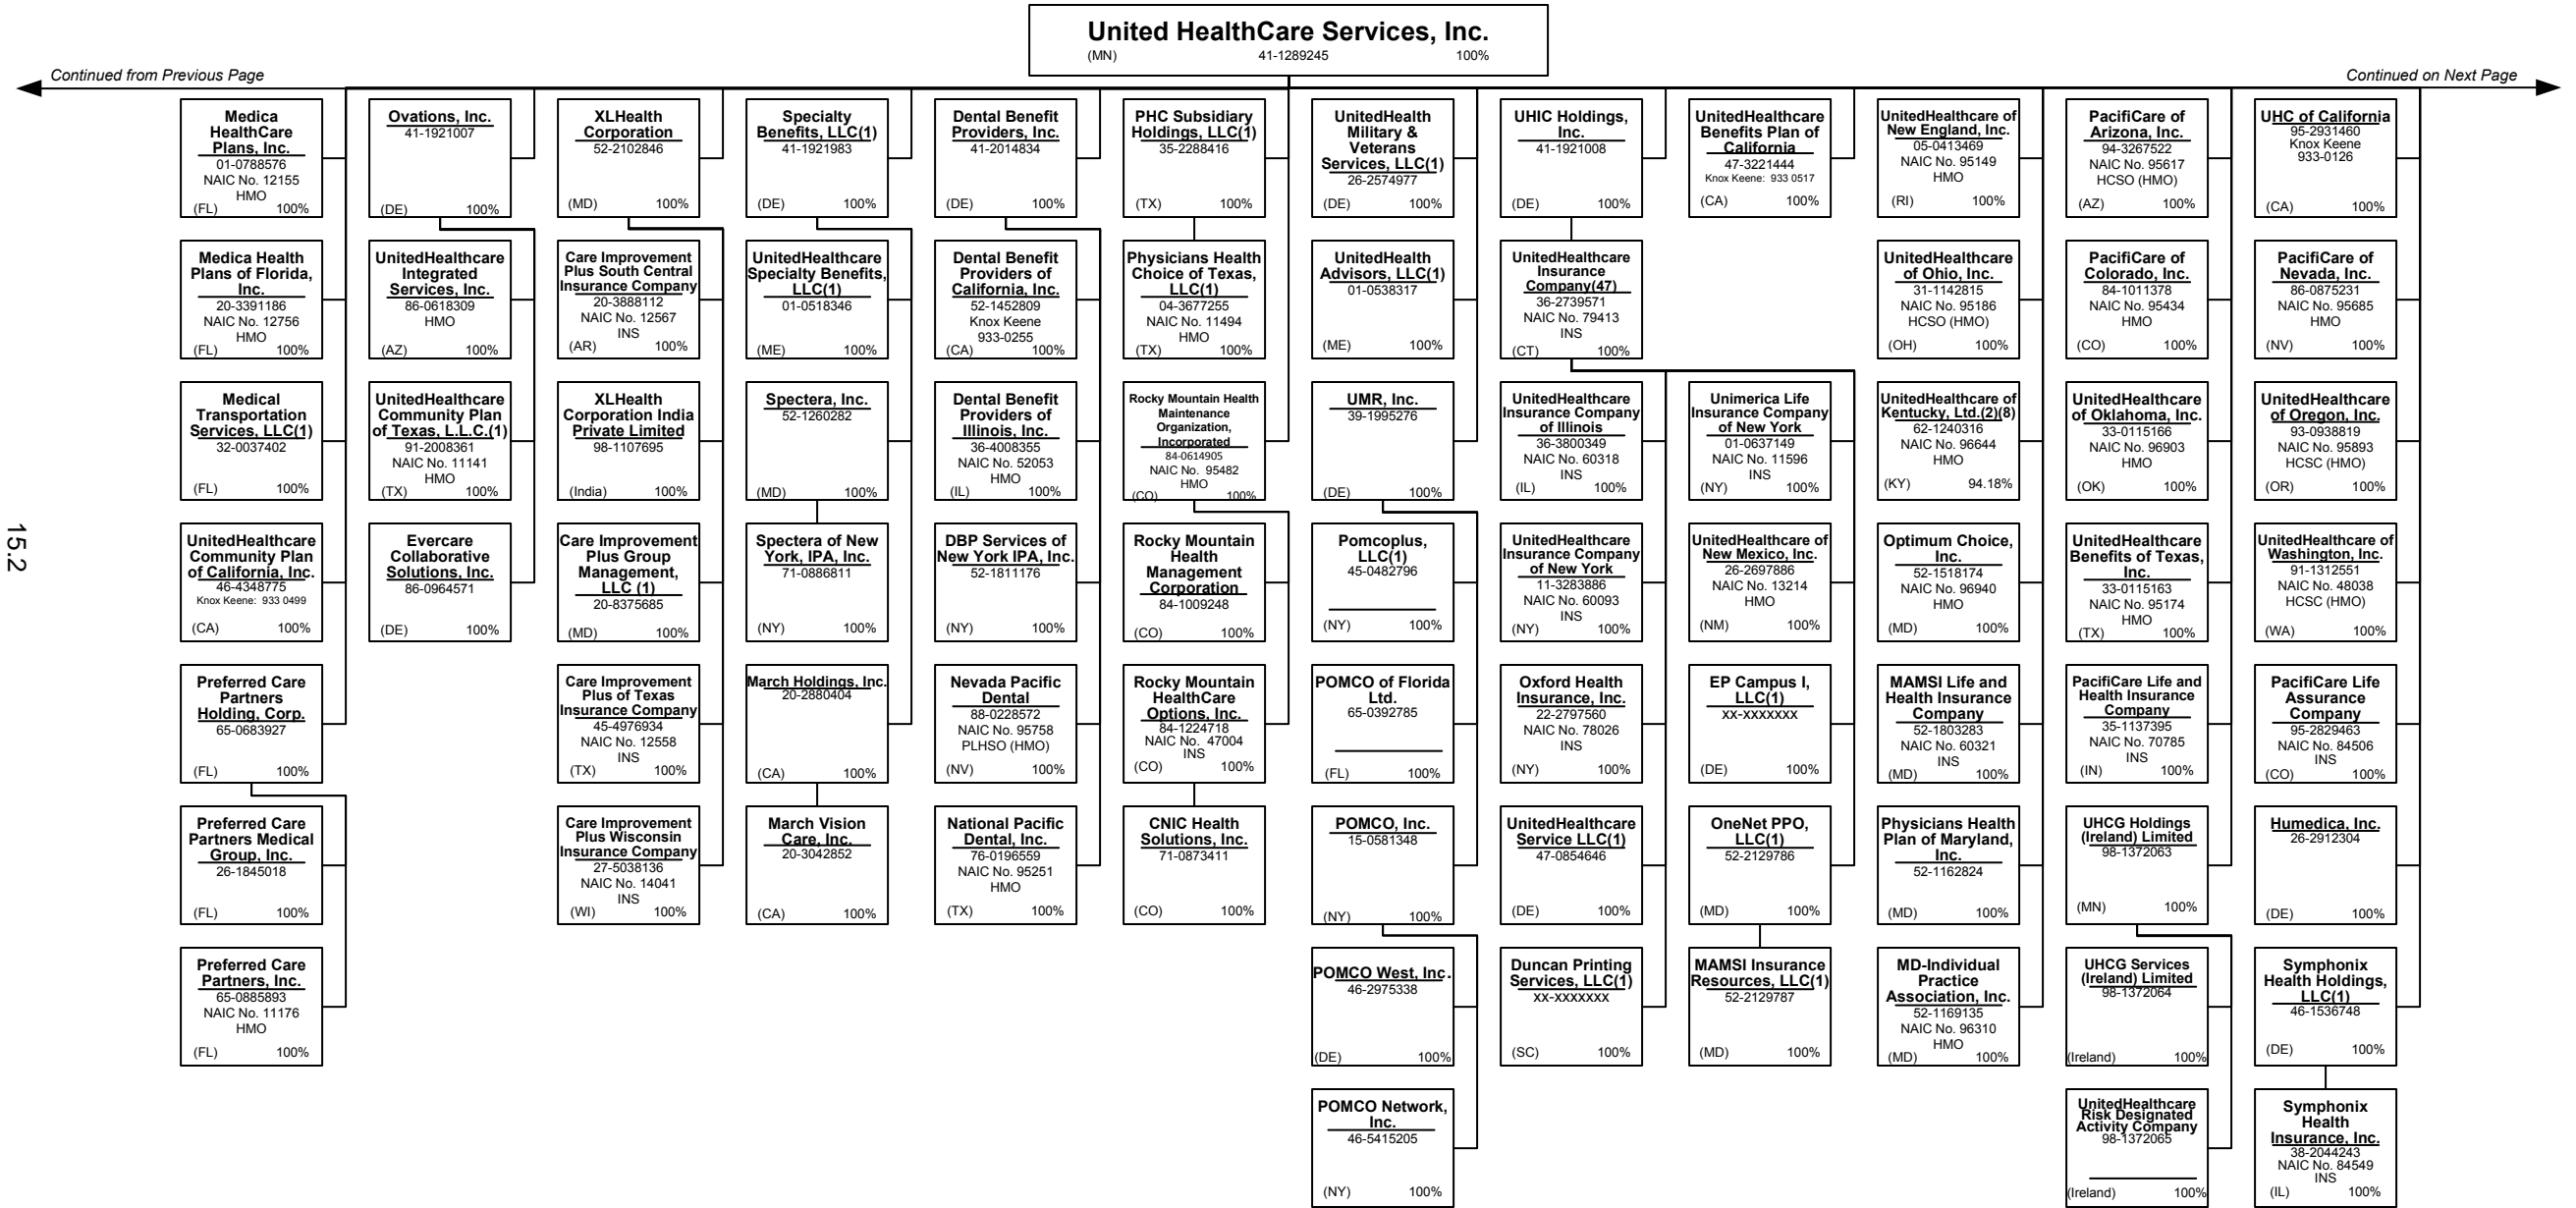 United HealthCare Services, Inc.
(MN) 41-1289245 100%
Continued from Previous Page
Continued on Next Page
Medica
HealthCare
Plans, Inc.
01-0788576
NAIC No. 12155
HMO
(FL) 100%
Ovations, Inc.
41-1921007
(DE) 100%
XLHealth
Corporation
52-2102846
(MD) 100%
Specialty
Benefits, LLC(1)
41-1921983
(DE) 100%
Dental Benefit
Providers, Inc.
41-2014834
(DE) 100%
PHC Subsidiary
Holdings, LLC(1)
35-2288416
(TX) 100%
UnitedHealth
Military &
Veterans
Services, LLC(1)
26-2574977
(DE) 100%
UHIC Holdings,
Inc.
41-1921008
(DE) 100%
UnitedHealthcare
Benefits Plan of
California
47-3221444
Knox Keene: 933 0517
(CA) 100%
UnitedHealthcare of
New England, Inc.
05-0413469
NAIC No. 95149
HMO
(RI) 100%
PacifiCare of
Arizona, Inc.
94-3267522
NAIC No. 95617
HCSO (HMO)
(AZ) 100%
UHC of California
95-2931460
Knox Keene
933-0126
(CA) 100%
Medica Health
Plans of Florida,
Inc.
20-3391186
NAIC No. 12756
HMO
(FL) 100%
UnitedHealthcare
Integrated
Services, Inc.
86-0618309
HMO
(AZ) 100%
Care Improvement
Plus South Central
Insurance Company
20-3888112
NAIC No. 12567
INS
(AR) 100%
UnitedHealthcare
Specialty Benefits,
LLC(1)
01-0518346
(ME) 100%
Dental Benefit
Providers of
California, Inc.
52-1452809
Knox Keene
933-0255
(CA) 100%
Physicians Health
Choice of Texas,
LLC(1)
04-3677255
NAIC No. 11494
HMO
(TX) 100%
UnitedHealth
Advisors, LLC(1)
01-0538317
(ME) 100%
UnitedHealthcare
Insurance
Company(47)
36-2739571
NAIC No. 79413
INS
(CT) 100%
UnitedHealthcare
of Ohio, Inc.
31-1142815
NAIC No. 95186
HCSO (HMO)
(OH) 100%
PacifiCare of
Colorado, Inc.
84-1011378
NAIC No. 95434
HMO
(CO) 100%
PacifiCare of
Nevada, Inc.
86-0875231
NAIC No. 95685
HMO
(NV) 100%
Medical
Transportation
Services, LLC(1)
32-0037402
(FL) 100%
UnitedHealthcare
Community Plan
of Texas, L.L.C.(1)
91-2008361
NAIC No. 11141
HMO
(TX) 100%
XLHealth
Corporation India
Private Limited
98-1107695
(India) 100%
Spectera, Inc.
52-1260282
(MD) 100%
Dental Benefit
Providers of
Illinois, Inc.
36-4008355
NAIC No. 52053
HMO
(IL) 100%
Rocky Mountain Health
Maintenance
Organization,
Incorporated
84-0614905
NAIC No. 95482
HMO
(CO) 100%
UMR, Inc.
39-1995276
(DE) 100%
UnitedHealthcare
Insurance Company
of Illinois
36-3800349
NAIC No. 60318
INS
(IL) 100%
Unimerica Life
Insurance Company
of New York
01-0637149
NAIC No. 11596
INS
(NY) 100%
UnitedHealthcare of
Kentucky, Ltd.(2)(8)
62-1240316
NAIC No. 96644
HMO
(KY) 94.18%
UnitedHealthcare
of Oklahoma, Inc.
33-0115166
NAIC No. 96903
HMO
(OK) 100%
UnitedHealthcare
of Oregon, Inc.
93-0938819
NAIC No. 95893
HCSC (HMO)
(OR) 100%
15.2
UnitedHealthcare
Community Plan
of California, Inc.
46-4348775
Knox Keene: 933 0499
(CA) 100%
Evercare
Collaborative
Solutions, Inc.
86-0964571
(DE) 100%
Care Improvement
Plus Group
Management,
LLC (1)
20-8375685
(MD) 100%
Spectera of New
York, IPA, Inc.
71-0886811
(NY) 100%
DBP Services of
New York IPA, Inc.
52-1811176
(NY) 100%
Rocky Mountain
Health
Management
Corporation
84-1009248
(CO) 100%
Pomcoplus,
LLC(1)
45-0482796
(NY) 100%
UnitedHealthcare
Insurance Company
of New York
11-3283886
NAIC No. 60093
INS
(NY) 100%
UnitedHealthcare of
New Mexico, Inc.
26-2697886
NAIC No. 13214
HMO
(NM) 100%
Optimum Choice,
Inc.
52-1518174
NAIC No. 96940
HMO
(MD) 100%
UnitedHealthcare
Benefits of Texas,
Inc.
33-0115163
NAIC No. 95174
HMO
(TX) 100%
UnitedHealthcare of
Washington, Inc.
91-1312551
NAIC No. 48038
HCSC (HMO)
(WA) 100%
Preferred Care
Partners
Holding, Corp.
65-0683927
(FL) 100%
Care Improvement
Plus of Texas
Insurance Company
45-4976934
NAIC No. 12558
INS
(TX) 100%
March Holdings, Inc.
20-2880404
(CA) 100%
Nevada Pacific
Dental
88-0228572
NAIC No. 95758
PLHSO (HMO)
(NV) 100%
Rocky Mountain
HealthCare
Options, Inc.
84-1224718
NAIC No. 47004
INS
(CO) 100%
POMCO of Florida
Ltd.
65-0392785
(FL) 100%
Oxford Health
Insurance, Inc.
22-2797560
NAIC No. 78026
INS
(NY) 100%
EP Campus I,
LLC(1)
XX-XXXXXXX
(DE) 100%
MAMSI Life and
Health Insurance
Company
52-1803283
NAIC No. 60321
INS
(MD) 100%
PacifiCare Life and
Health Insurance
Company
35-1137395
NAIC No. 70785
INS
(IN) 100%
PacifiCare Life
Assurance
Company
95-2829463
NAIC No. 84506
INS
(CO) 100%
Preferred Care
Partners Medical
Group, Inc.
26-1845018
(FL) 100%
Care Improvement
Plus Wisconsin
Insurance Company
27-5038136
NAIC No. 14041
INS
(WI) 100%
March Vision
Care, Inc.
20-3042852
(CA) 100%
National Pacific
Dental, Inc.
76-0196559
NAIC No. 95251
HMO
(TX) 100%
CNIC Health
Solutions, Inc.
71-0873411
(CO) 100%
POMCO, Inc.
15-0581348
(NY) 100%
UnitedHealthcare
Service LLC(1)
47-0854646
(DE) 100%
OneNet PPO,
LLC(1)
52-2129786
(MD) 100%
Physicians Health
Plan of Maryland,
Inc.
52-1162824
(MD) 100%
UHCG Holdings
(Ireland) Limited
98-1372063
(MN) 100%
Humedica, Inc.
26-2912304
(DE) 100%
Preferred Care
Partners, Inc.
65-0885893
NAIC No. 11176
HMO
(FL) 100%
POMCO West, Inc.
46-2975338
(DE) 100%
Duncan Printing
Services, LLC(1)
XX-XXXXXXX
(SC) 100%
MAMSI Insurance
Resources, LLC(1)
52-2129787
(MD) 100%
MD-Individual
Practice
Association, Inc.
52-1169135
NAIC No. 96310
HMO
(MD) 100%
UHCG Services
(Ireland) Limited
98-1372064
(Ireland) 100%
Symphonix
Health Holdings,
LLC(1)
46-1536748
(DE) 100%
POMCO Network,
Inc.
46-5415205
(NY) 100%
UnitedHealthcare
Risk Designated
Activity Company
98-1372065
(Ireland) 100%
Symphonix
Health
Insurance, Inc.
38-2044243
NAIC No. 84549
INS
(IL) 100%